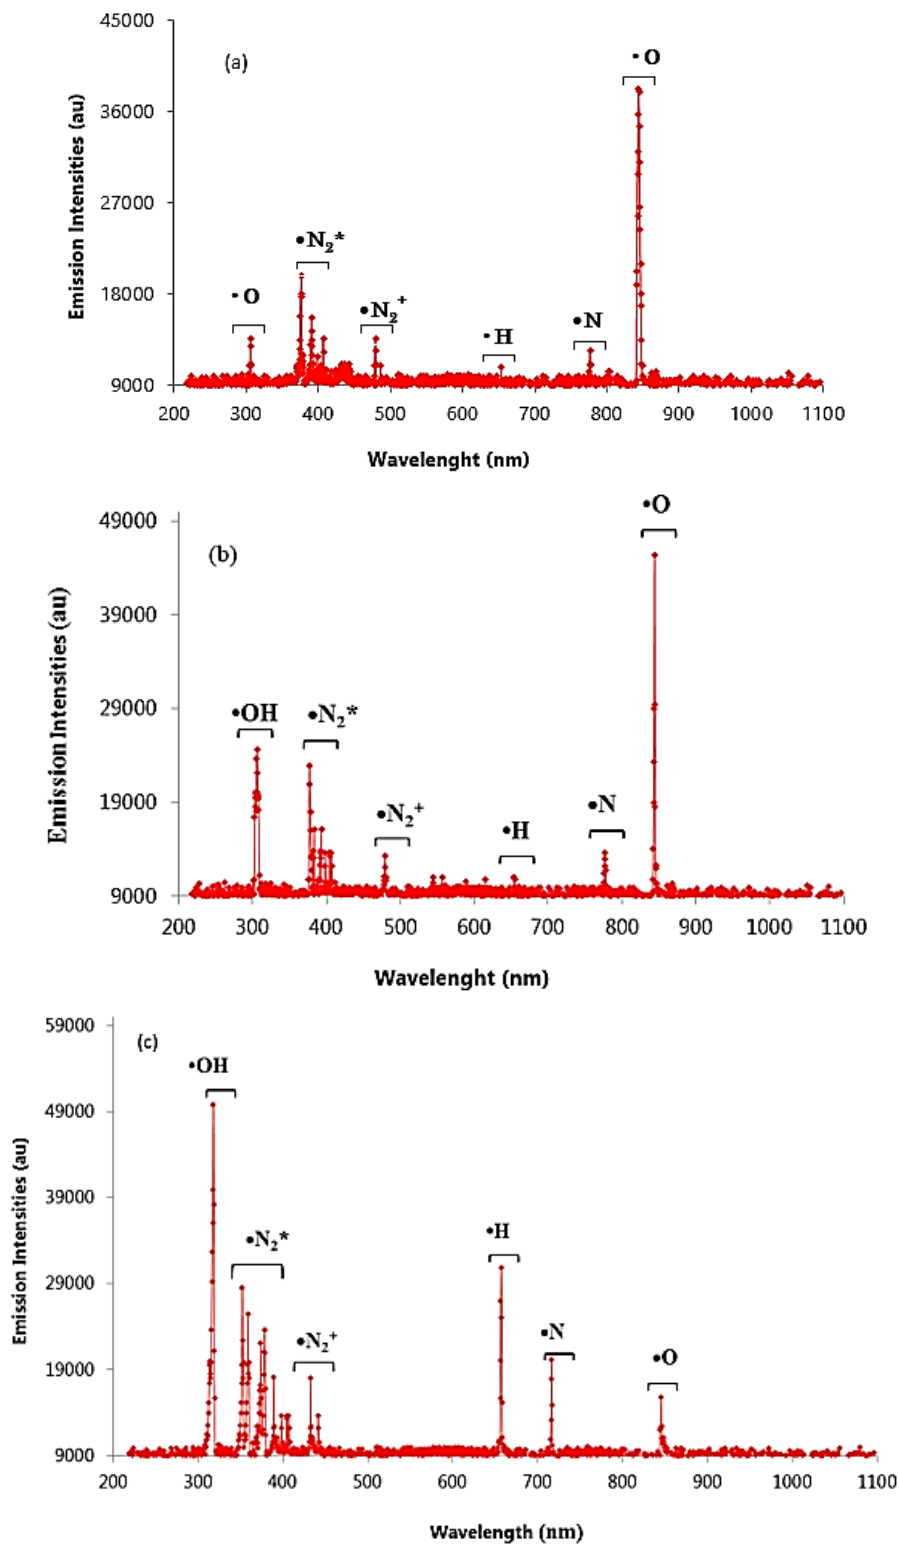 45000
(a)
• O
36000
27000
•N₂*
18000
• O
•N₂⁺
• H
•N
9000
200 300 400 500 600 700 800 900 1000 1100
Emission Intensities (au)
Wavelenght (nm)
•O
49000
(b)
39000
29000
•OH
•N₂*
19000
•N₂⁺
•H
•N
9000
200 300 400 500 600 700 800 900 1000 1100
Emission Intensities (au)
Wavelenght (nm)
59000
(c)
•OH
49000
39000
•N₂*
•H
29000
•N₂⁺
•N
•O
19000
9000
200 300 400 500 600 700 800 900 1000 1100
Emission Intensities (au)
Wavelength (nm)